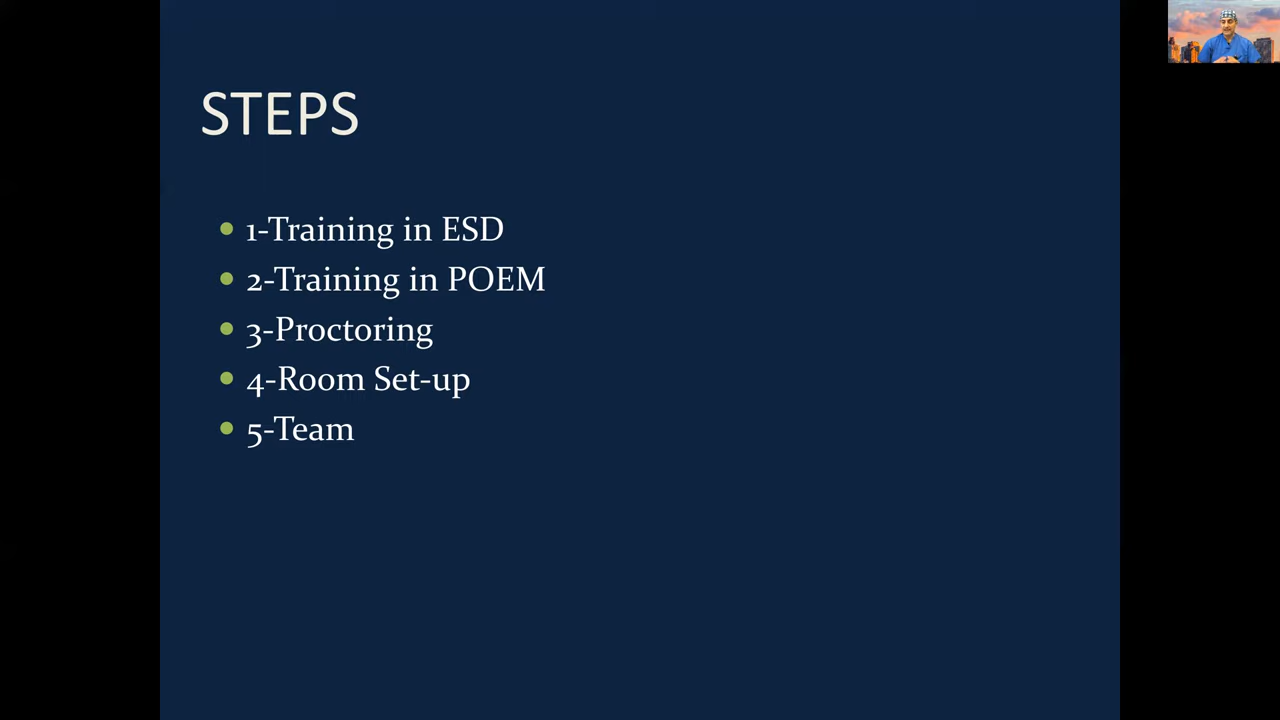 STEPS
1-Training in ESD
2-Training in POEM
3-Proctoring
4-Room Set-up
5-Team